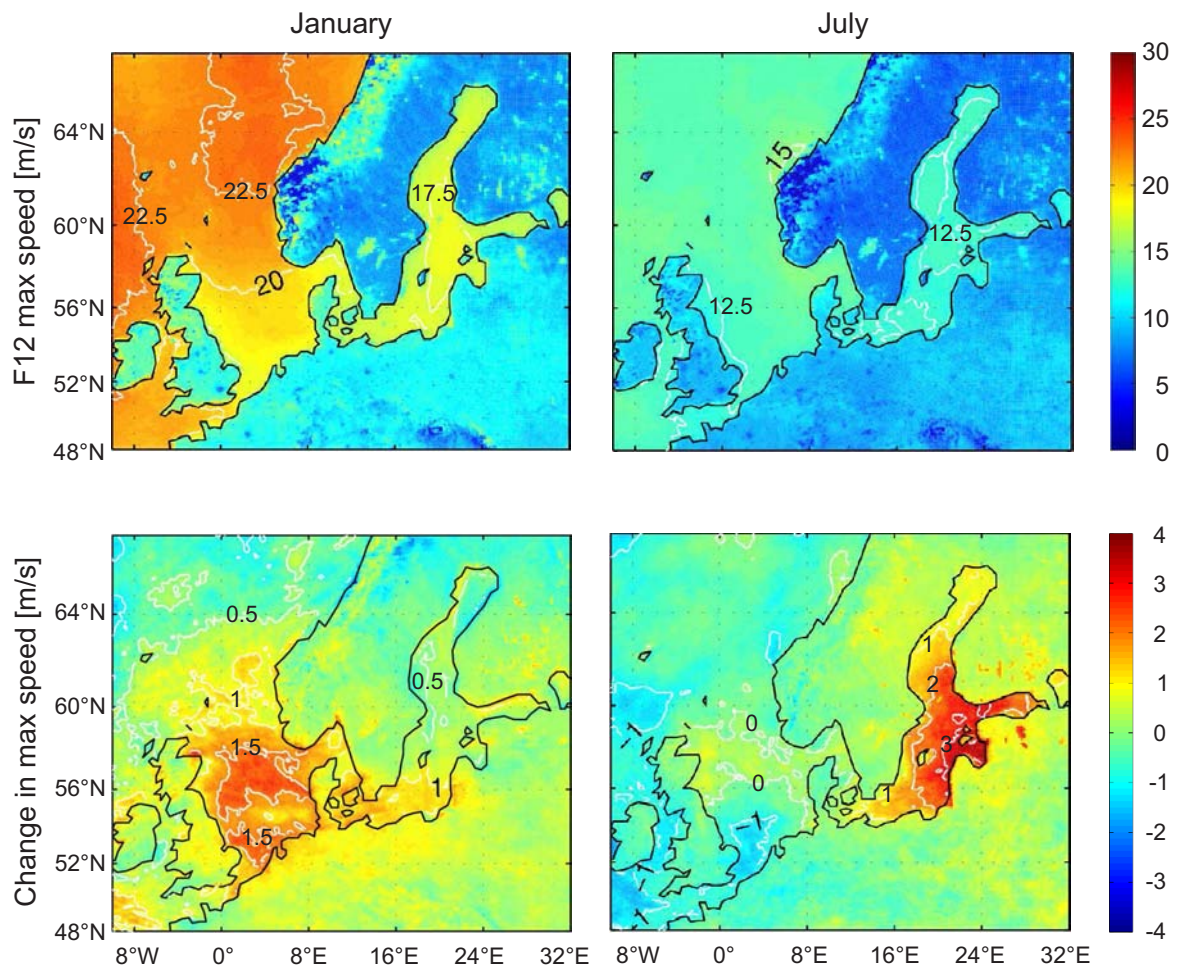 January
July
F12 max speed [m/s]
64°N
60°N
56°N
52°N
48°N
22.5
22.5
20
17.5
15
12.5
12.5
30
25
20
15
10
5
0
Change in max speed [m/s]
64°N
60°N
56°N
52°N
48°N
0.5
1
1.5
1.5
0.5
1
0
0
−1
−1
−1
1
2
3
1
4
3
2
1
0
-1
-2
-3
-4
8°W 0° 8°E 16°E 24°E 32°E
8°W 0° 8°E 16°E 24°E 32°E